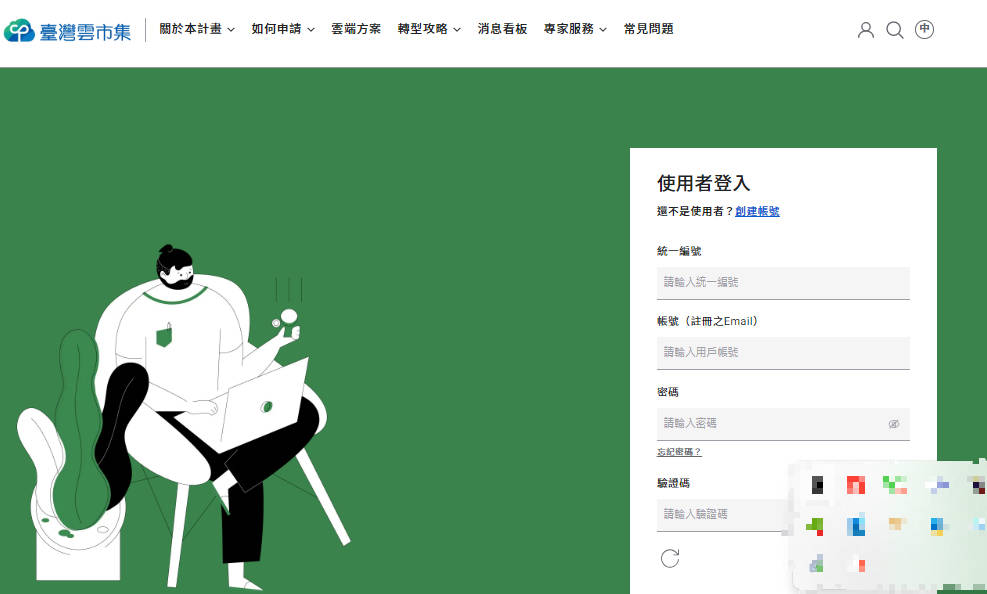 臺灣雲市集
關於本計畫 如何申請 雲端方案 轉型攻略 消息看板 專家服務 常見問題
中
使用者登入
還不是使用者？創建帳號
統一編號
請輸入統一編號
帳號（註冊之Email）
請輸入用戶帳號
密碼
請輸入密碼
忘記密碼？
驗證碼
請輸入驗證碼